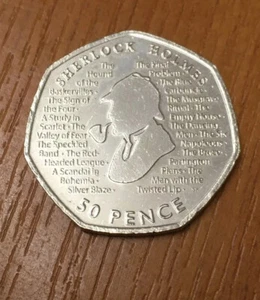 SHERLOCK HOLMES
The
Hound
of the
Baskervilles
The Sign of
the Four •
A Study in
Scarlet • The
Valley of Fear
The Speckled
Band • The Red-
Headed League •
A Scandal in
Bohemia •
Silver Blaze •
The Final
Problem •
The Blue
Carbuncle •
The Musgrave
Ritual • The
Empty House •
The Dancing
Men • The Six
Napoleons •
The Bruce-
Partington
Plans • The
Man with the
Twisted Lip •
50 PENCE